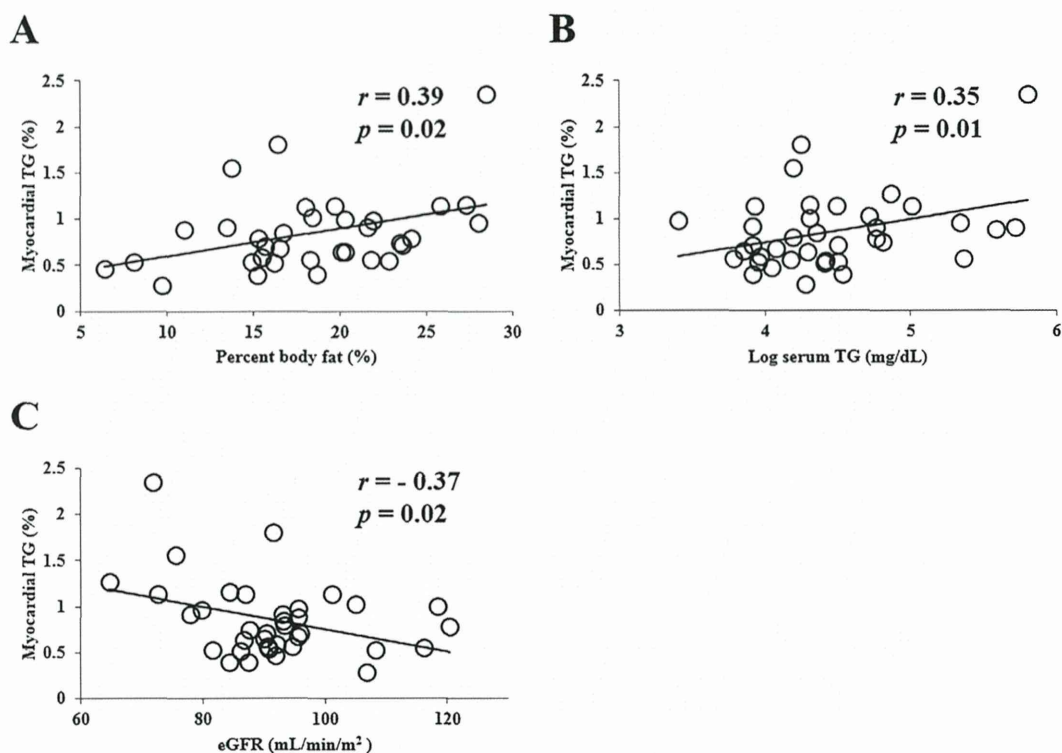 A
2.5
2
1.5
1
0.5
0
Myocardial TG (%)
r = 0.39
p = 0.02
5 10 15 20 25 30
Percent body fat (%)
B
2.5
2
1.5
1
0.5
0
Myocardial TG (%)
r = 0.35
p = 0.01
3 4 5 6
Log serum TG (mg/dL)
C
2.5
2
1.5
1
0.5
0
Myocardial TG (%)
r = - 0.37
p = 0.02
60 80 100 120
eGFR (mL/min/m²)